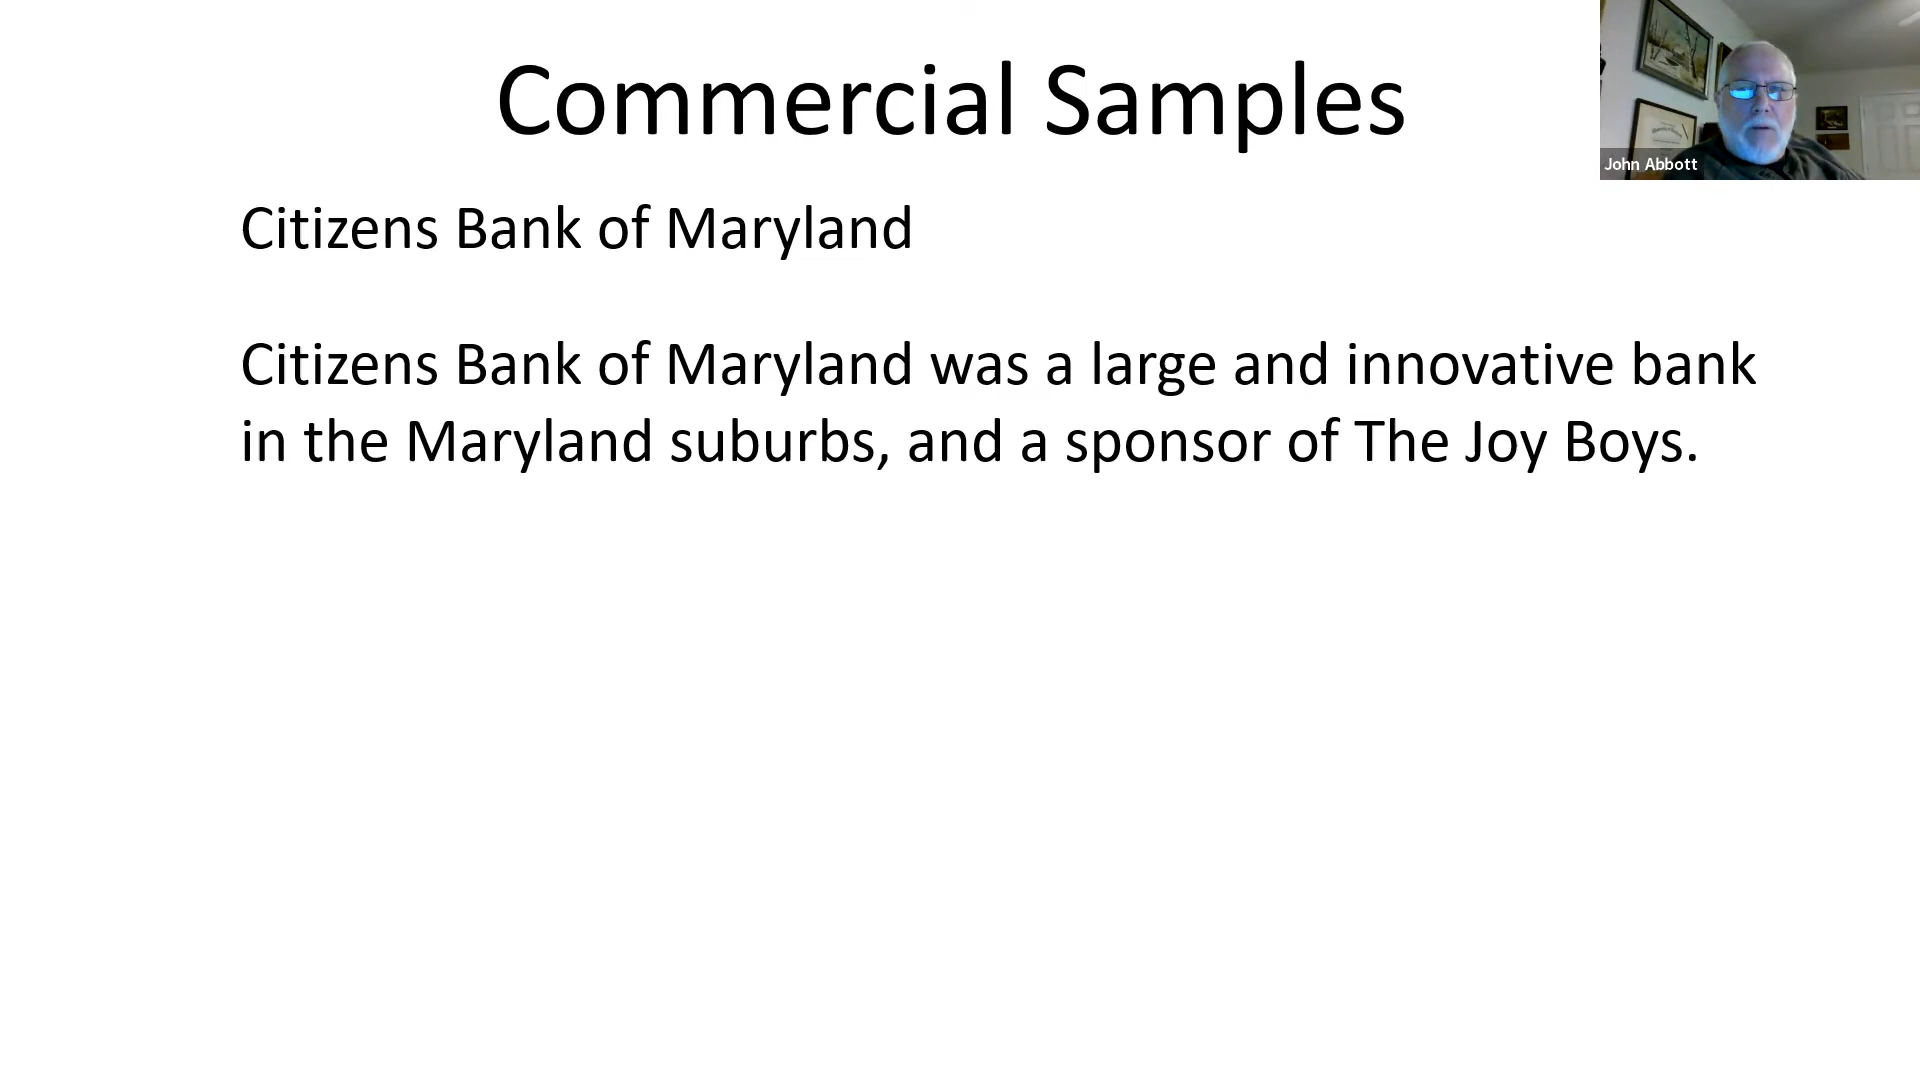 Commercial Samples
John Abbott
Citizens Bank of Maryland
Citizens Bank of Maryland was a large and innovative bank
in the Maryland suburbs, and a sponsor of The Joy Boys.